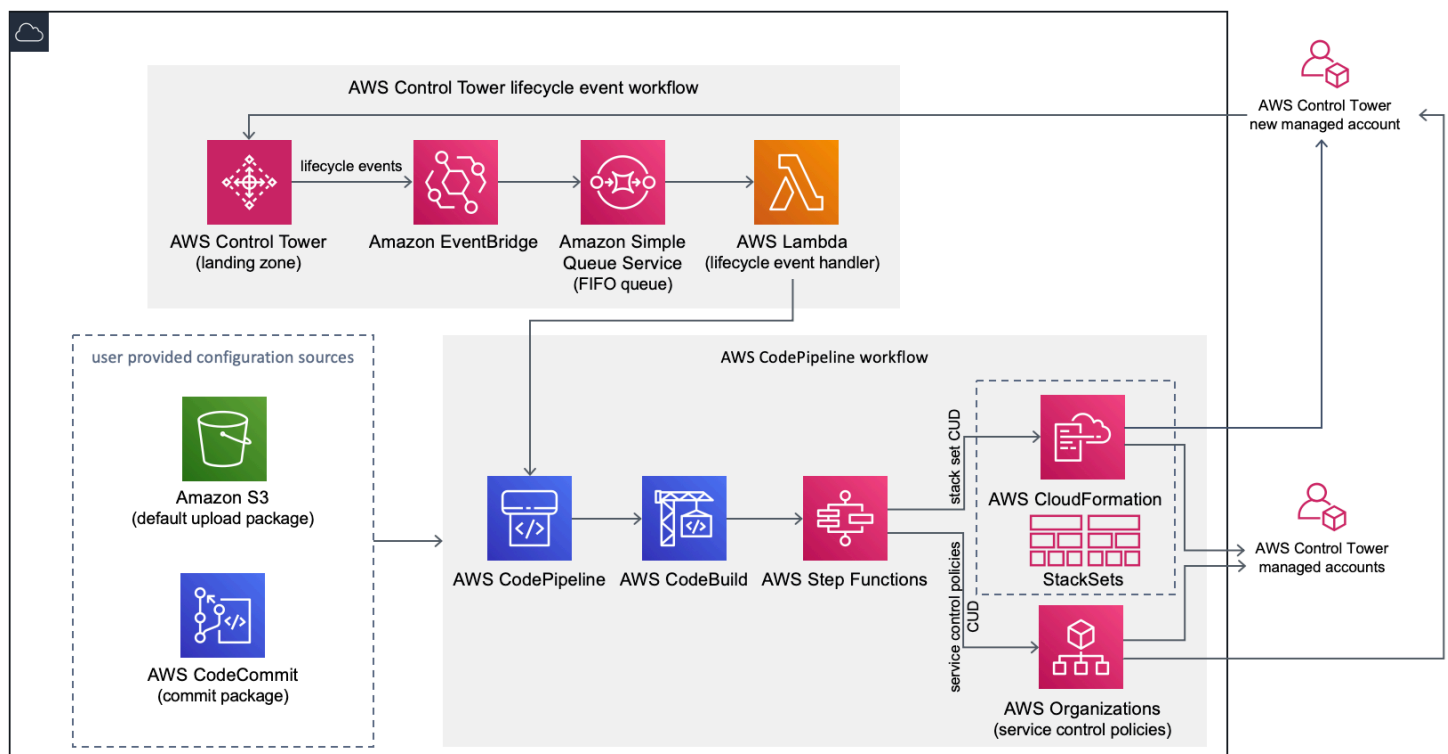 AWS Control Tower lifecycle event workflow
AWS Control Tower
new managed account
lifecycle events
AWS Control Tower
(landing zone)
Amazon EventBridge
Amazon Simple
Queue Service
(FIFO queue)
AWS Lambda
(lifecycle event handler)
user provided configuration sources
Amazon S3
(default upload package)
AWS CodeCommit
(commit package)
AWS CodePipeline workflow
AWS CodePipeline
AWS CodeBuild
AWS Step Functions
stack set CUD
service control policies
CUD
AWS CloudFormation
StackSets
AWS Organizations
(service control policies)
AWS Control Tower
managed accounts